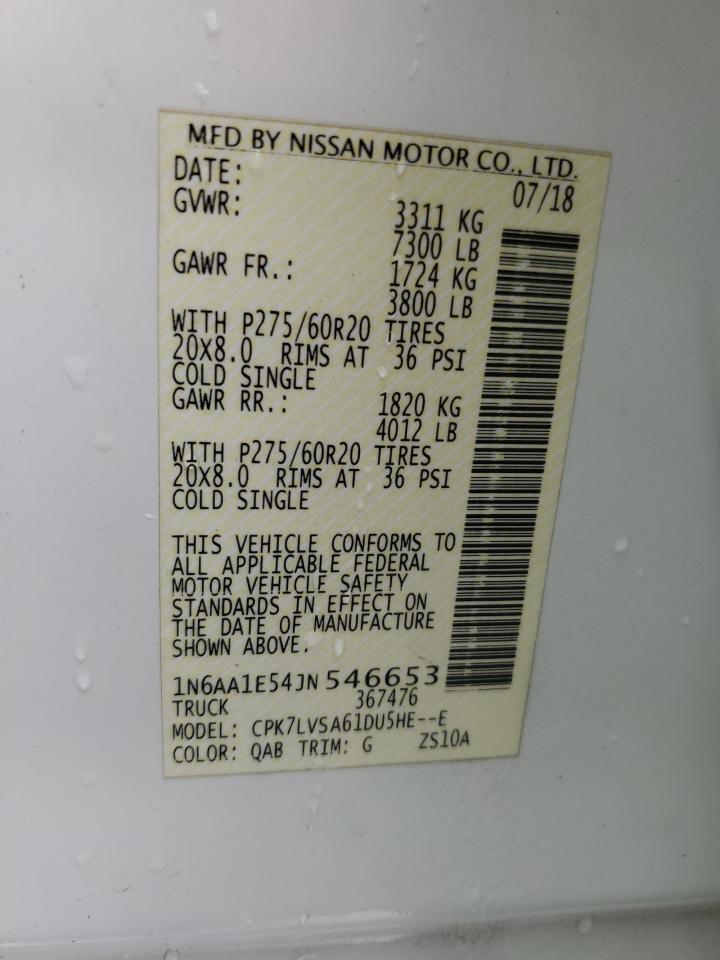 MFD BY NISSAN MOTOR CO., LTD.
DATE: 07/18
GVWR: 3311 KG
7300 LB
GAWR FR.: 1724 KG
3800 LB
WITH P275/60R20 TIRES
20X8.0 RIMS AT 36 PSI
COLD SINGLE
GAWR RR.: 1820 KG
4012 LB
WITH P275/60R20 TIRES
20X8.0 RIMS AT 36 PSI
COLD SINGLE
THIS VEHICLE CONFORMS TO
ALL APPLICABLE FEDERAL
MOTOR VEHICLE SAFETY
STANDARDS IN EFFECT ON
THE DATE OF MANUFACTURE
SHOWN ABOVE.
1N6AA1E54JN546653
TRUCK 367476
MODEL: CPK7LVSA61DU5HE--E
COLOR: QAB TRIM: G ZS10A